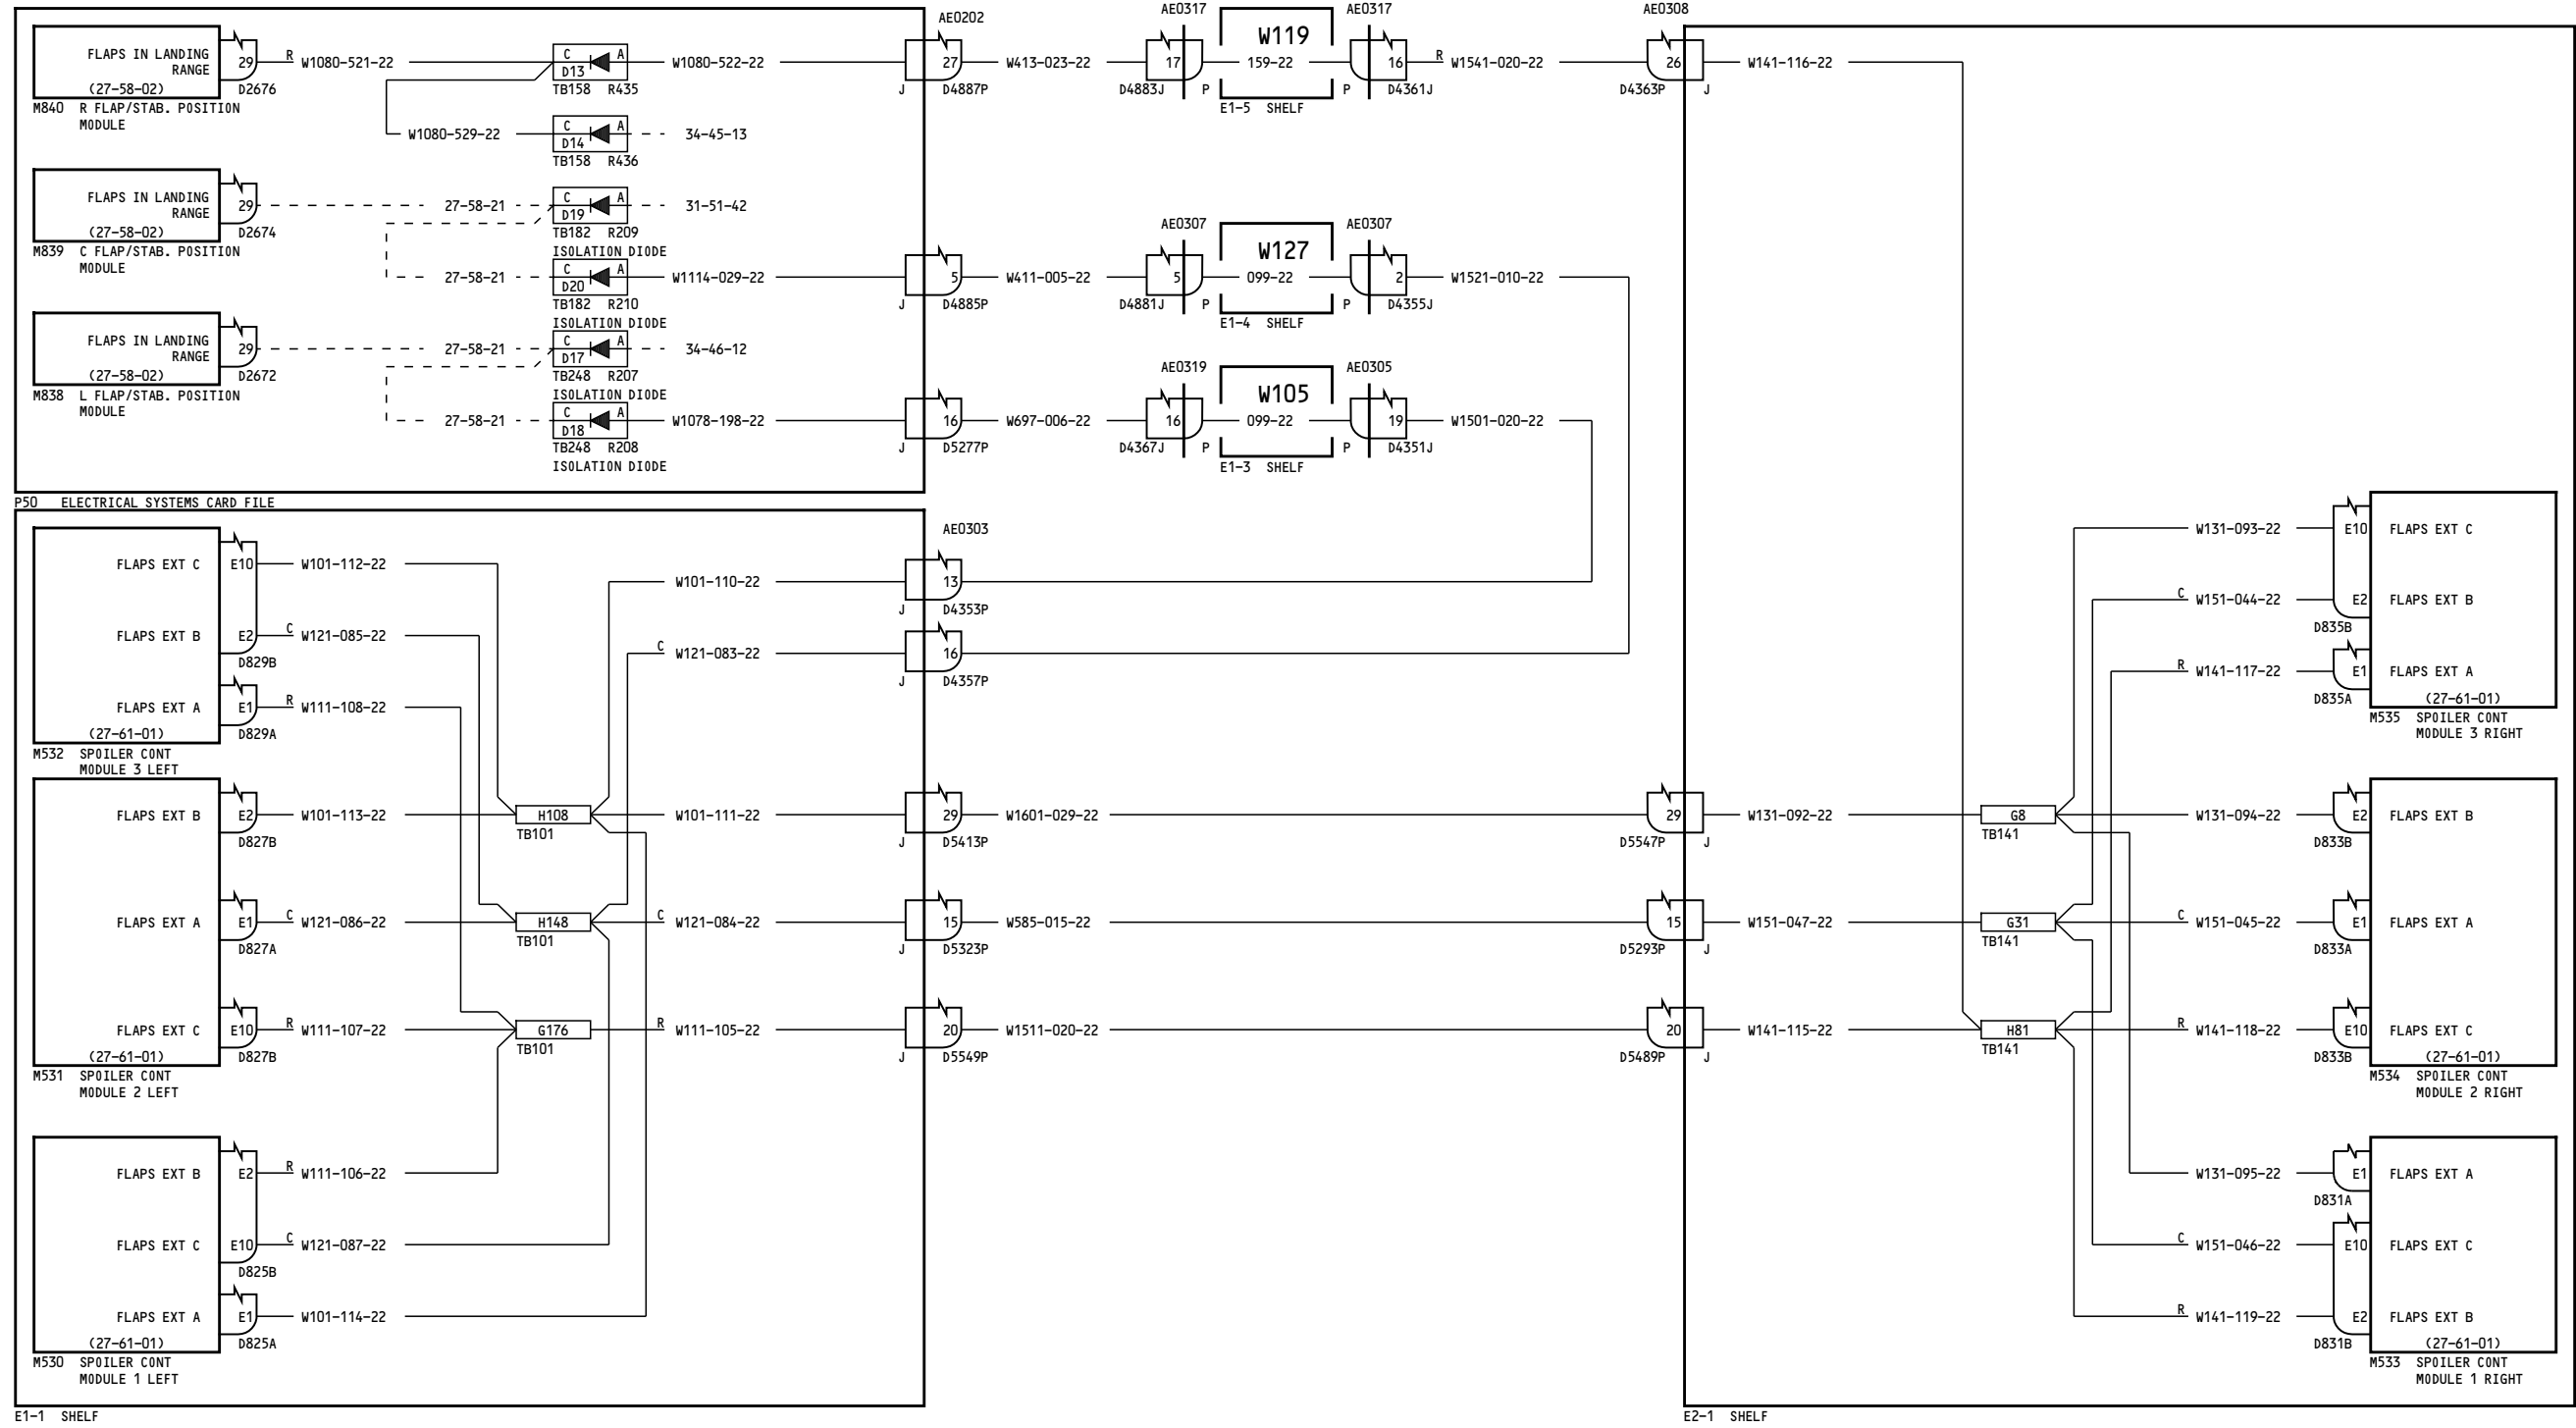 AE0202
AE0317
AE0317
AE0308
FLAPS IN LANDING
RANGE
(27-58-02)
29
D2676
M840 R FLAP/STAB. POSITION
MODULE
R W1080-521-22
C A
D13
TB158 R435
W1080-522-22
27
J D4887P
W413-023-22
17
D4883J P
W119
159-22
E1-5 SHELF
16
P D4361J
R W1541-020-22
26
D4363P J
W141-116-22
W1080-529-22
C A
D14
TB158 R436
34-45-13
FLAPS IN LANDING
RANGE
(27-58-02)
29
D2674
M839 C FLAP/STAB. POSITION
MODULE
27-58-21
C A
D19
TB182 R209
ISOLATION DIODE
31-51-42
27-58-21
C A
D20
TB182 R210
ISOLATION DIODE
W1114-029-22
5
J D4885P
W411-005-22
AE0307
5
D4881J P
W127
099-22
E1-4 SHELF
AE0307
2
P D4355J
W1521-010-22
FLAPS IN LANDING
RANGE
(27-58-02)
29
D2672
M838 L FLAP/STAB. POSITION
MODULE
27-58-21
C A
D17
TB248 R207
ISOLATION DIODE
34-46-12
27-58-21
C A
D18
TB248 R208
ISOLATION DIODE
W1078-198-22
16
J D5277P
W697-006-22
AE0319
16
D4367J P
W105
099-22
E1-3 SHELF
AE0305
19
P D4351J
W1501-020-22
P50 ELECTRICAL SYSTEMS CARD FILE
AE0303
FLAPS EXT C
E10
W101-112-22
FLAPS EXT B
E2
D829B
C W121-085-22
FLAPS EXT A
E1
D829A
R W111-108-22
(27-61-01)
M532 SPOILER CONT
MODULE 3 LEFT
W101-110-22
13
J D4353P
C W121-083-22
16
J D4357P
FLAPS EXT B
E2
D827B
W101-113-22
H108
TB101
W101-111-22
29
J D5413P
W1601-029-22
29
D5547P J
W131-092-22
G8
TB141
FLAPS EXT A
E1
D827A
C W121-086-22
H148
TB101
C W121-084-22
15
J D5323P
W585-015-22
15
D5293P J
W151-047-22
G31
TB141
FLAPS EXT C
E10
D827B
R W111-107-22
G176
TB101
R W111-105-22
20
J D5549P
W1511-020-22
20
D5489P J
W141-115-22
H81
TB141
(27-61-01)
M531 SPOILER CONT
MODULE 2 LEFT
FLAPS EXT B
E2
R W111-106-22
FLAPS EXT C
E10
D825B
C W121-087-22
FLAPS EXT A
E1
D825A
W101-114-22
(27-61-01)
M530 SPOILER CONT
MODULE 1 LEFT
E1-1 SHELF
W131-093-22
E10
FLAPS EXT C
C W151-044-22
E2
D835B
FLAPS EXT B
R W141-117-22
E1
D835A
FLAPS EXT A
(27-61-01)
M535 SPOILER CONT
MODULE 3 RIGHT
W131-094-22
E2
D833B
FLAPS EXT B
C W151-045-22
E1
D833A
FLAPS EXT A
R W141-118-22
E10
D833B
FLAPS EXT C
(27-61-01)
M534 SPOILER CONT
MODULE 2 RIGHT
W131-095-22
E1
D831A
FLAPS EXT A
C W151-046-22
E10
FLAPS EXT C
R W141-119-22
E2
D831B
FLAPS EXT B
(27-61-01)
M533 SPOILER CONT
MODULE 1 RIGHT
E2-1 SHELF